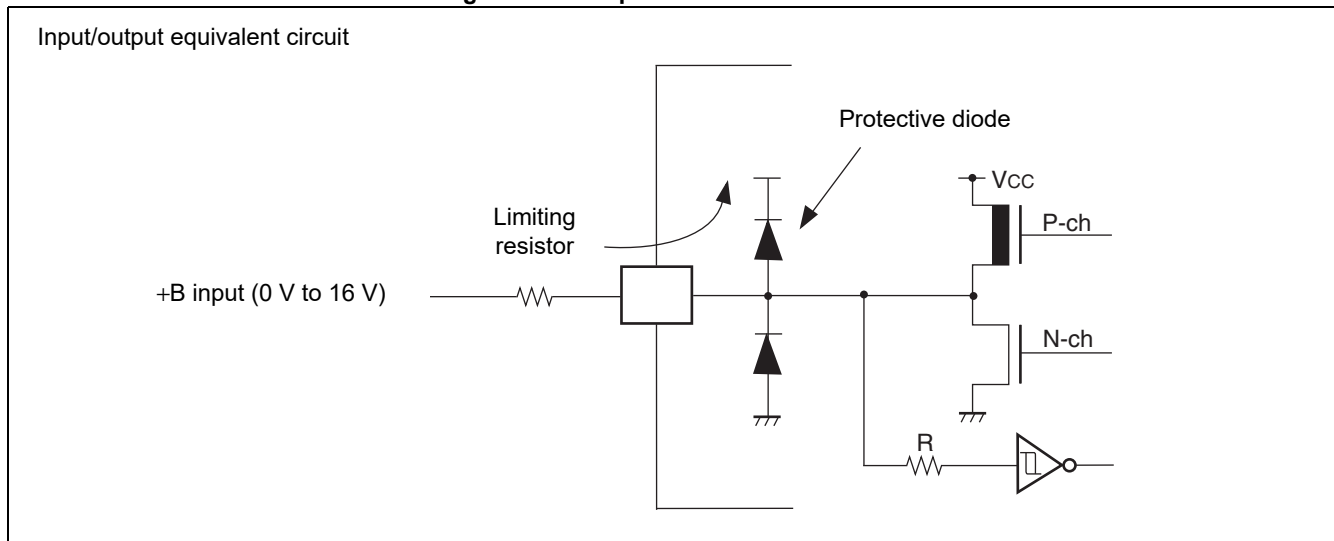 Input/output equivalent circuit
Protective diode
Limiting
resistor
+B input (0 V to 16 V)
VCC
P-ch
N-ch
R